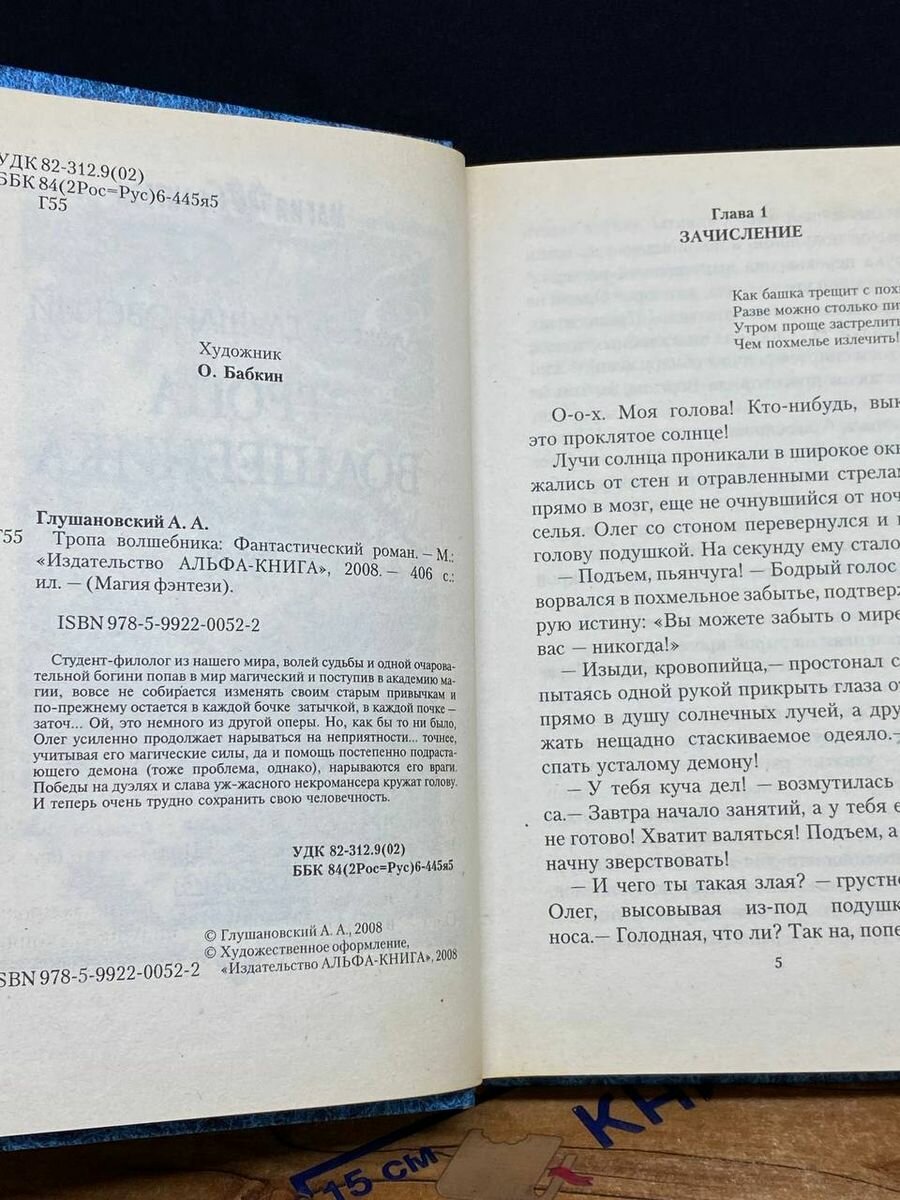 УДК 82-312.9(02)
ББК 84(2Рос=Рус)6-445я5
Г55
Художник
О. Бабкин
Глушановский А. А.
Г55 Тропа волшебника: Фантастический роман. — М.:
«Издательство АЛЬФА-КНИГА», 2008. — 406 с.:
ил. — (Магия фэнтези).
ISBN 978-5-9922-0052-2
Студент-филолог из нашего мира, волей судьбы и одной очарова-
тельной богини попав в мир магический и поступив в академию ма-
гии, вовсе не собирается изменять своим старым привычкам и
по-прежнему остается в каждой бочке затычкой, в каждой почке —
заточ... Ой, это немного из другой оперы. Но, как бы то ни было,
Олег усиленно продолжает нарываться на неприятности... точнее,
учитывая его магические силы, да и помощь постепенно подраста-
ющего демона (тоже проблема, однако), нарываются его враги.
Победы на дуэлях и слава уж-жасного некромансера кружат голову.
И теперь очень трудно сохранить свою человечность.
УДК 82-312.9(02)
ББК 84(2Рос=Рус)6-445я5
© Глушановский А. А., 2008
© Художественное оформление,
«Издательство АЛЬФА-КНИГА», 2008
ISBN 978-5-9922-0052-2
Глава 1
ЗАЧИСЛЕНИЕ
Как башка трещит с пох
Разве можно столько пи
Утром проще застрелить
Чем похмелье излечить!
О-о-х. Моя голова! Кто-нибудь, вык
это проклятое солнце!
Лучи солнца проникали в широкое ок
жались от стен и отравленными стрела
прямо в мозг, еще не очнувшийся от ноч
селья. Олег со стоном перевернулся и
голову подушкой. На секунду ему стало
— Подъем, пьянчуга! — Бодрый голос
ворвался в похмельное забытье, подтвер
рую истину: «Вы можете забыть о мире
вас — никогда!»
— Изыди, кровопийца,— простонал с
пытаясь одной рукой прикрыть глаза о
прямо в душу солнечных лучей, а дру
жать нещадно стаскиваемое одеяло.—
спать усталому демону!
— У тебя куча дел! — возмутилась
са.— Завтра начало занятий, а у тебя е
не готово! Хватит валяться! Подъем, а
начну зверствовать!
— И чего ты такая злая? — грустно
Олег, высовывая из-под подушк
носа.— Голодная, что ли? Так на, попе
5
15 см
КН